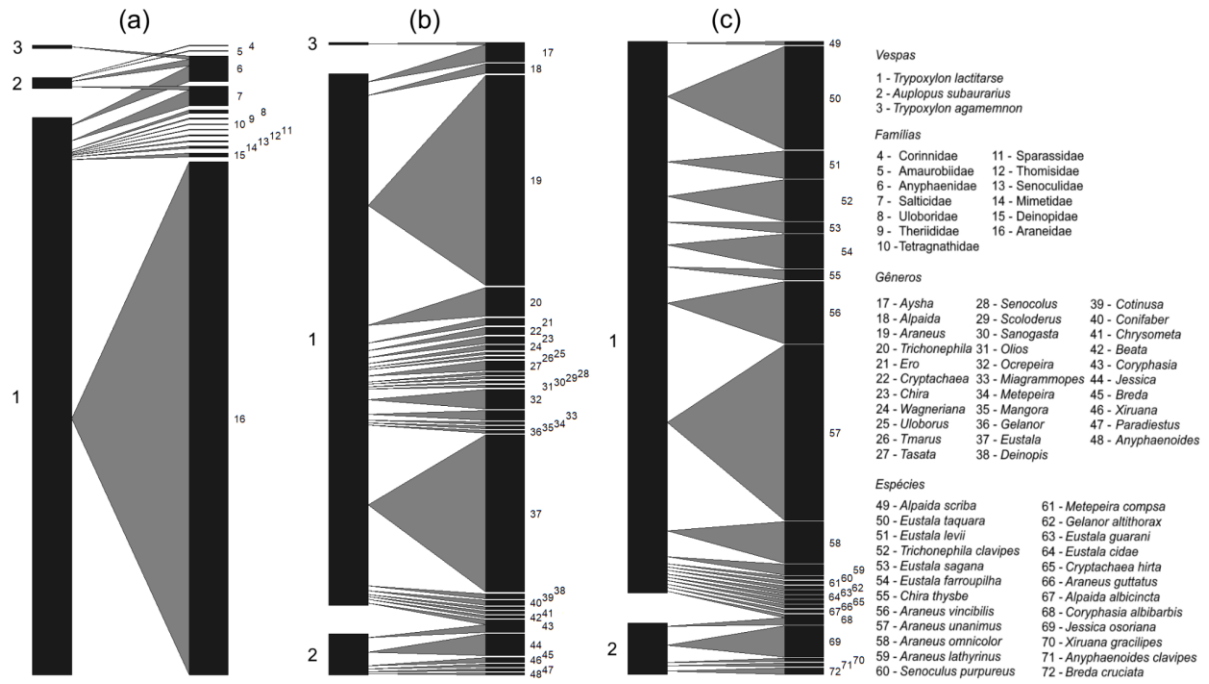 (a)
(b)
(c)
3
4
5
6
2
7
8
9
10
11
12
13
14
15
1
16
3
17
18
19
20
21
22
23
24
25
26
27
28
29
30
31
1
32
33
34
35
36
37
38
39
40
41
42
43
44
45
2
46
47
48
49
50
51
52
53
54
55
56
1
57
58
59
60
61
62
63
64
65
66
67
68
69
2
70
71
72
Vespas
1 - Trypoxylon lactitarse
2 - Auplopus subaurarius
3 - Trypoxylon agamemnon
Famílias
4 - Corinnidae 11 - Sparassidae
5 - Amaurobiidae 12 - Thomisidae
6 - Anyphaenidae 13 - Senoculidae
7 - Salticidae 14 - Mimetidae
8 - Uloboridae 15 - Deinopidae
9 - Theriididae 16 - Araneidae
10 - Tetragnathidae
Gêneros
17 - Aysha 28 - Senocolus 39 - Cotinusa
18 - Alpaida 29 - Scoloderus 40 - Conifaber
19 - Araneus 30 - Sanogasta 41 - Chrysometa
20 - Trichonephila 31 - Olios 42 - Beata
21 - Ero 32 - Ocrepeira 43 - Coryphasia
22 - Cryptachaea 33 - Miagrammopes 44 - Jessica
23 - Chira 34 - Metepeira 45 - Breda
24 - Wagneriana 35 - Mangora 46 - Xiruana
25 - Uloborus 36 - Gelanor 47 - Paradiestus
26 - Tmarus 37 - Eustala 48 - Anyphaenoides
27 - Tasata 38 - Deinopis
Espécies
49 - Alpaida scriba 61 - Metepeira compsa
50 - Eustala taquara 62 - Gelanor altithorax
51 - Eustala levii 63 - Eustala guarani
52 - Trichonephila clavipes 64 - Eustala cidae
53 - Eustala sagana 65 - Cryptachaea hirta
54 - Eustala farroupilha 66 - Araneus guttatus
55 - Chira thysbe 67 - Alpaida albicincta
56 - Araneus vincibilis 68 - Coryphasia albibarbis
57 - Araneus unanimus 69 - Jessica osoriana
58 - Araneus omnicolor 70 - Xiruana gracilipes
59 - Araneus lathyrinus 71 - Anyphaenoides clavipes
60 - Senoculus purpureus 72 - Breda cruciata